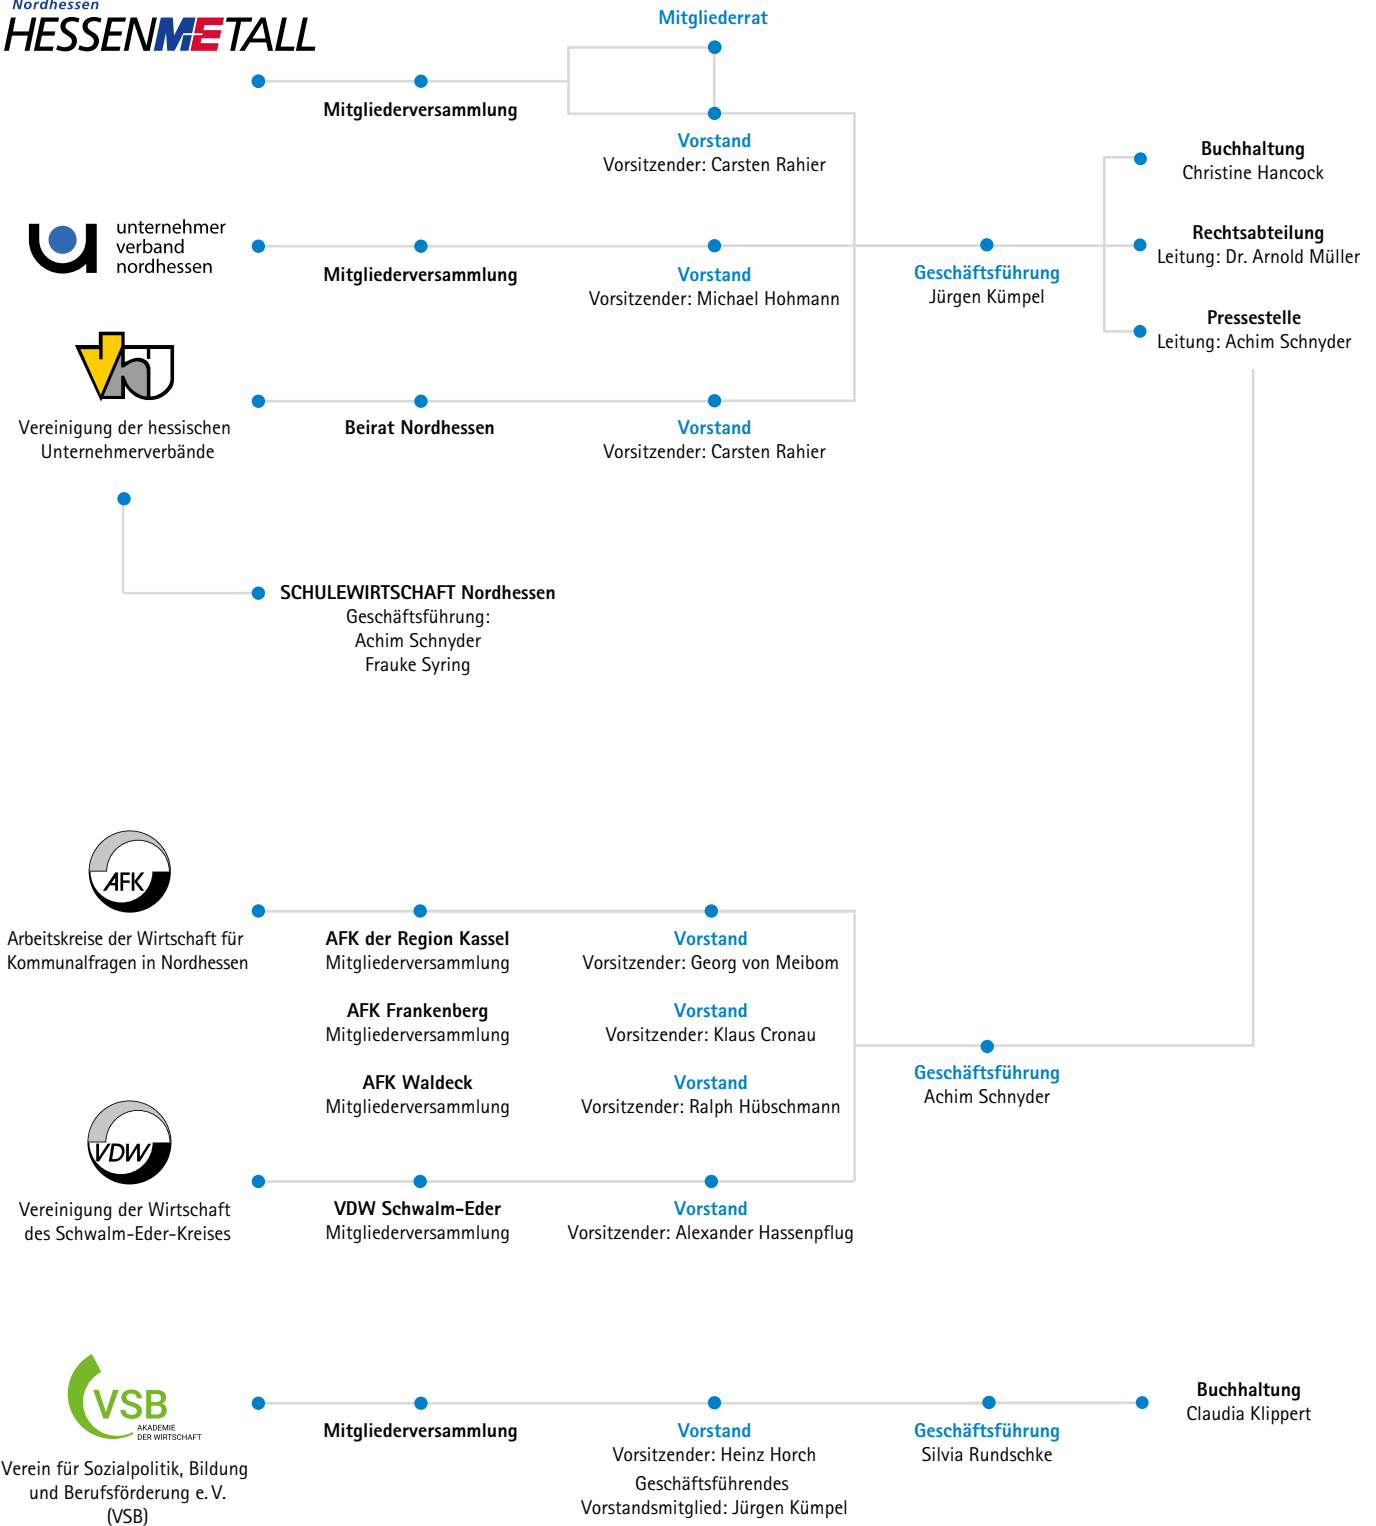 Nordhessen
HESSENMETALL
Mitgliederrat
Mitgliederversammlung
Vorstand
Vorsitzender: Carsten Rahier
Buchhaltung
Christine Hancock
unternehmer
verband
nordhessen
Mitgliederversammlung
Vorstand
Vorsitzender: Michael Hohmann
Geschäftsführung
Jürgen Kümpel
Rechtsabteilung
Leitung: Dr. Arnold Müller
Pressestelle
Leitung: Achim Schnyder
Vhu
Vereinigung der hessischen
Unternehmerverbände
Beirat Nordhessen
Vorstand
Vorsitzender: Carsten Rahier
SCHULEWIRTSCHAFT Nordhessen
Geschäftsführung:
Achim Schnyder
Frauke Syring
AFK
Arbeitskreise der Wirtschaft für
Kommunalfragen in Nordhessen
AFK der Region Kassel
Mitgliederversammlung
Vorstand
Vorsitzender: Georg von Meibom
AFK Frankenberg
Mitgliederversammlung
Vorstand
Vorsitzender: Klaus Cronau
AFK Waldeck
Mitgliederversammlung
Vorstand
Vorsitzender: Ralph Hübschmann
Geschäftsführung
Achim Schnyder
VDW
Vereinigung der Wirtschaft
des Schwalm-Eder-Kreises
VDW Schwalm-Eder
Mitgliederversammlung
Vorstand
Vorsitzender: Alexander Hassenpflug
VSB
AKADEMIE
DER WIRTSCHAFT
Verein für Sozialpolitik, Bildung
und Berufsförderung e. V.
(VSB)
Mitgliederversammlung
Vorstand
Vorsitzender: Heinz Horch
Geschäftsführendes
Vorstandsmitglied: Jürgen Kümpel
Geschäftsführung
Silvia Rundschke
Buchhaltung
Claudia Klippert